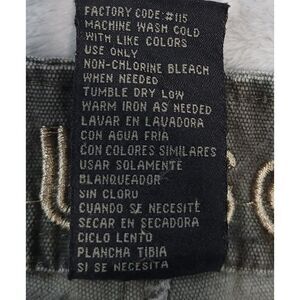 FACTORY CODE:#115
MACHINE WASH COLD
WITH LIKE COLORS
USE ONLY
NON-CHLORINE BLEACH
WHEN NEEDED
TUMBLE DRY LOW
WARM IRON AS NEEDED
LAVAR EN LAVADORA
CON AGUA FRIA
CON COLORES SIMILARES
USAR SOLAMENTE
BLANQUEADOR
SIN CLORU
CUANDO SE NECESITE
SECAR EN SECADORA
CICLO LENTO
PLANCHA TIBIA
SI SE NECESITA